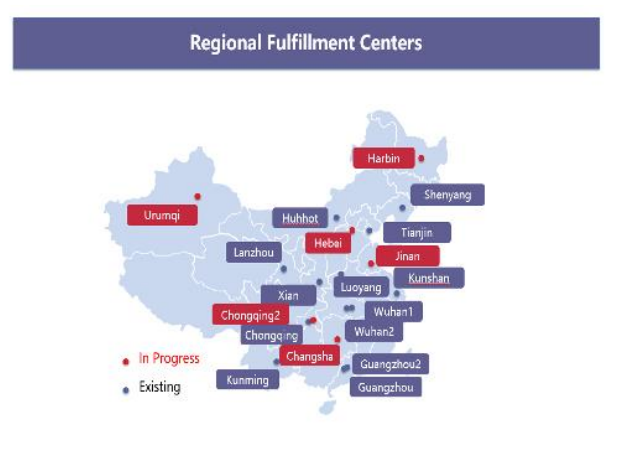 Regional Fulfillment Centers
Harbin
Shenyang
Urumqi
Huhhot
Tianjin
Hebei
Lanzhou
Jinan
Kunshan
Luoyang
Xian
Wuhan1
Chongqing2
Wuhan2
Chongqing
Changsha
In Progress
Guangzhou2
Kunming
Existing
Guangzhou